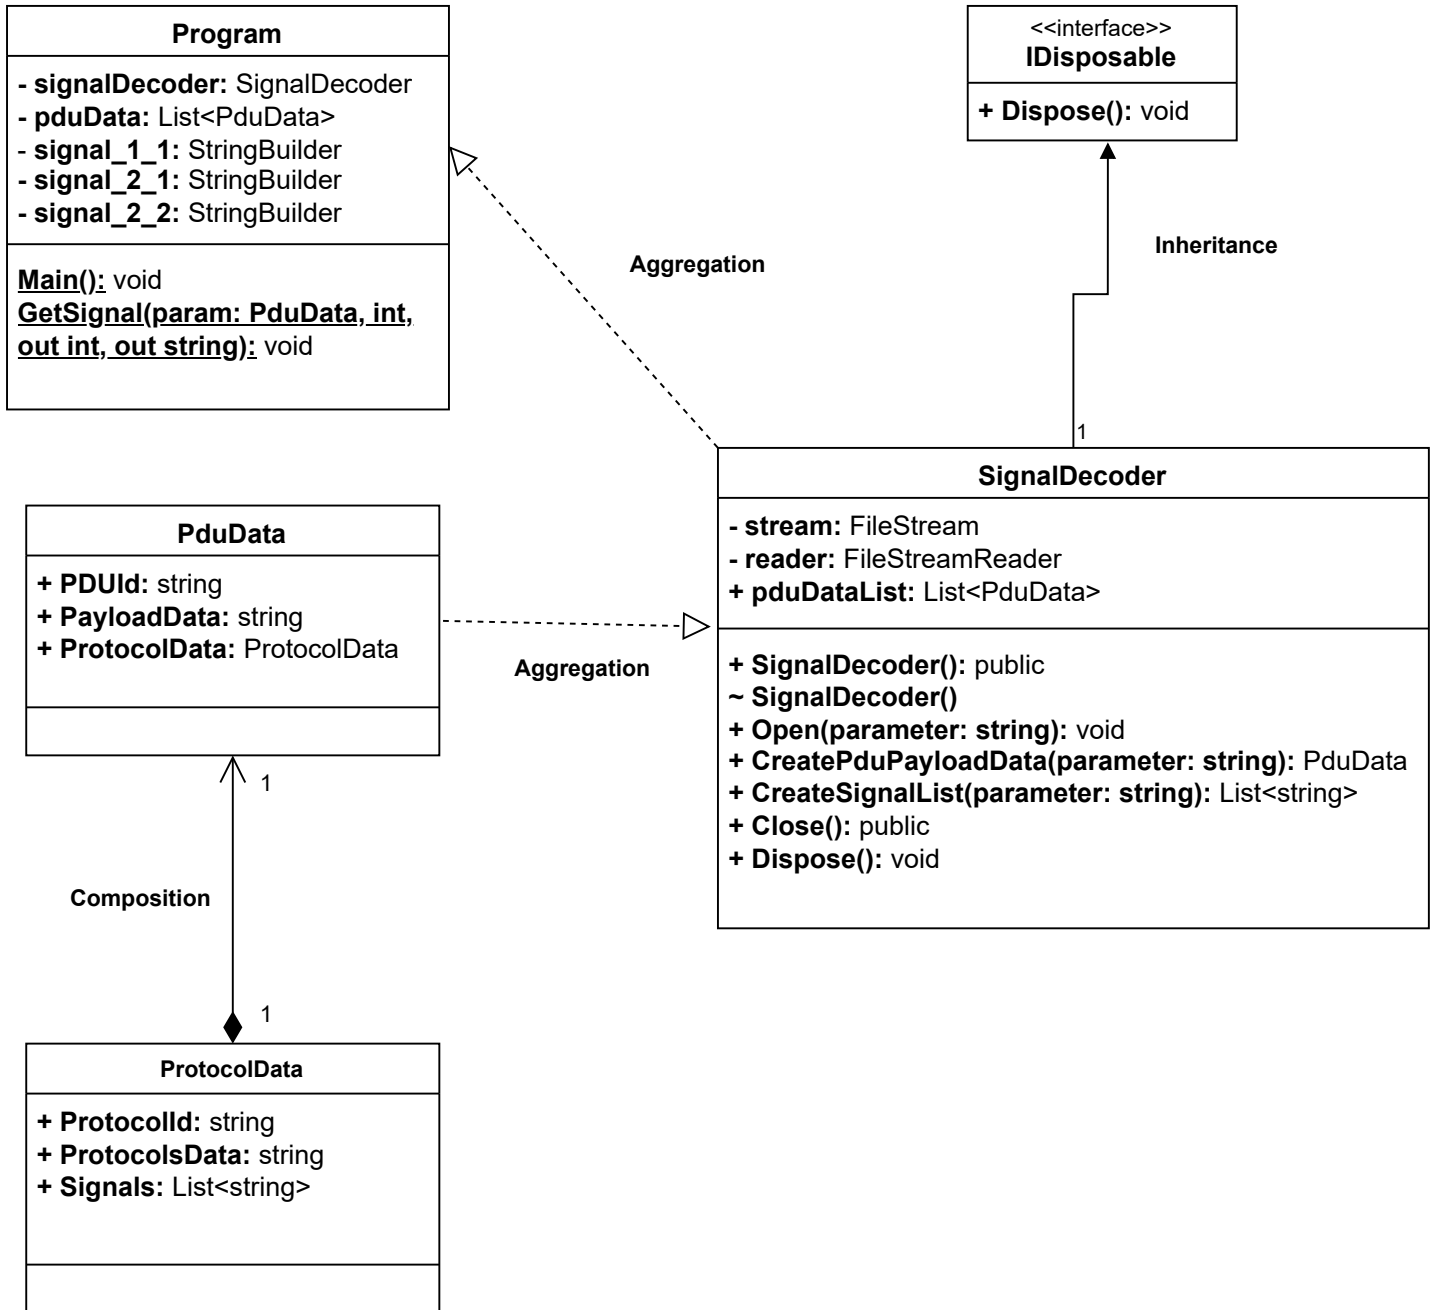 Program
- signalDecoder: SignalDecoder
- pduData: List<PduData>
- signal_1_1: StringBuilder
- signal_2_1: StringBuilder
- signal_2_2: StringBuilder
Main(): void
GetSignal(param: PduData, int,
out int, out string): void
<<interface>>
IDisposable
+ Dispose(): void
Aggregation
Inheritance
1
SignalDecoder
- stream: FileStream
- reader: FileStreamReader
+ pduDataList: List<PduData>
+ SignalDecoder(): public
~ SignalDecoder()
+ Open(parameter: string): void
+ CreatePduPayloadData(parameter: string): PduData
+ CreateSignalList(parameter: string): List<string>
+ Close(): public
+ Dispose(): void
PduData
+ PDUId: string
+ PayloadData: string
+ ProtocolData: ProtocolData
Aggregation
1
Composition
1
ProtocolData
+ ProtocolId: string
+ ProtocolsData: string
+ Signals: List<string>